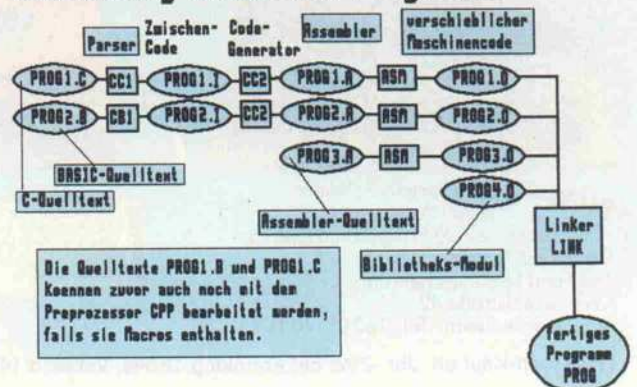 Parser
Zwischen-
Code
Code-
Generator
Assembler
verschieblicher
Maschinencode
PROG1.C CC1 PROG1.I CC2 PROG1.A ASM PROG1.O
PROG2.B CB1 PROG2.I CC2 PROG2.A ASM PROG2.O
PROG3.A ASM PROG3.O
PROG4.O
BASIC-Quelltext
C-Quelltext
Assembler-Quelltext
Bibliotheks-Modul
Linker
LINK
Die Quelltexte PROG1.B und PROG1.C
Koennen zuvor auch noch mit dem
Preprozessor CPP bearbeitet werden,
falls sie Macros enthalten.
fertiges
Programm
PROG